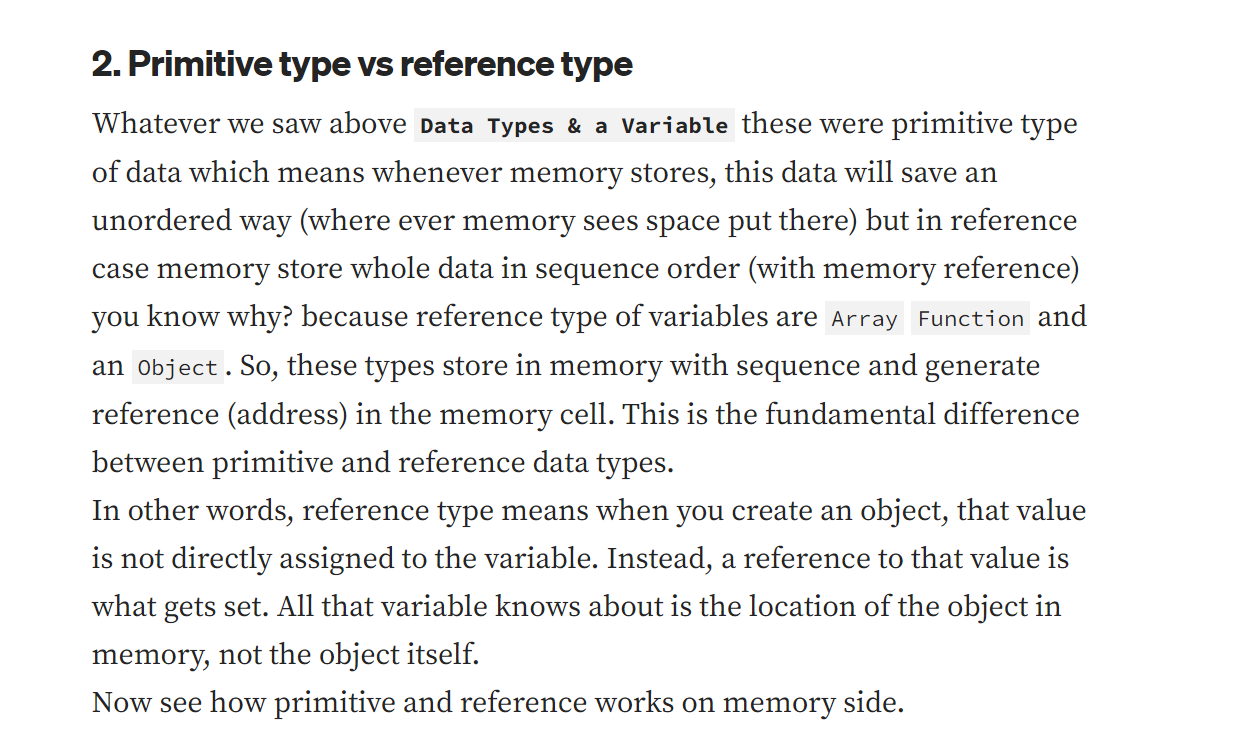 2. Primitive type vs reference type
Whatever we saw above Data Types & a Variable these were primitive type
of data which means whenever memory stores, this data will save an
unordered way (where ever memory sees space put there) but in reference
case memory store whole data in sequence order (with memory reference)
you know why? because reference type of variables are Array Function and
an Object. So, these types store in memory with sequence and generate
reference (address) in the memory cell. This is the fundamental difference
between primitive and reference data types.
In other words, reference type means when you create an object, that value
is not directly assigned to the variable. Instead, a reference to that value is
what gets set. All that variable knows about is the location of the object in
memory, not the object itself.
Now see how primitive and reference works on memory side.